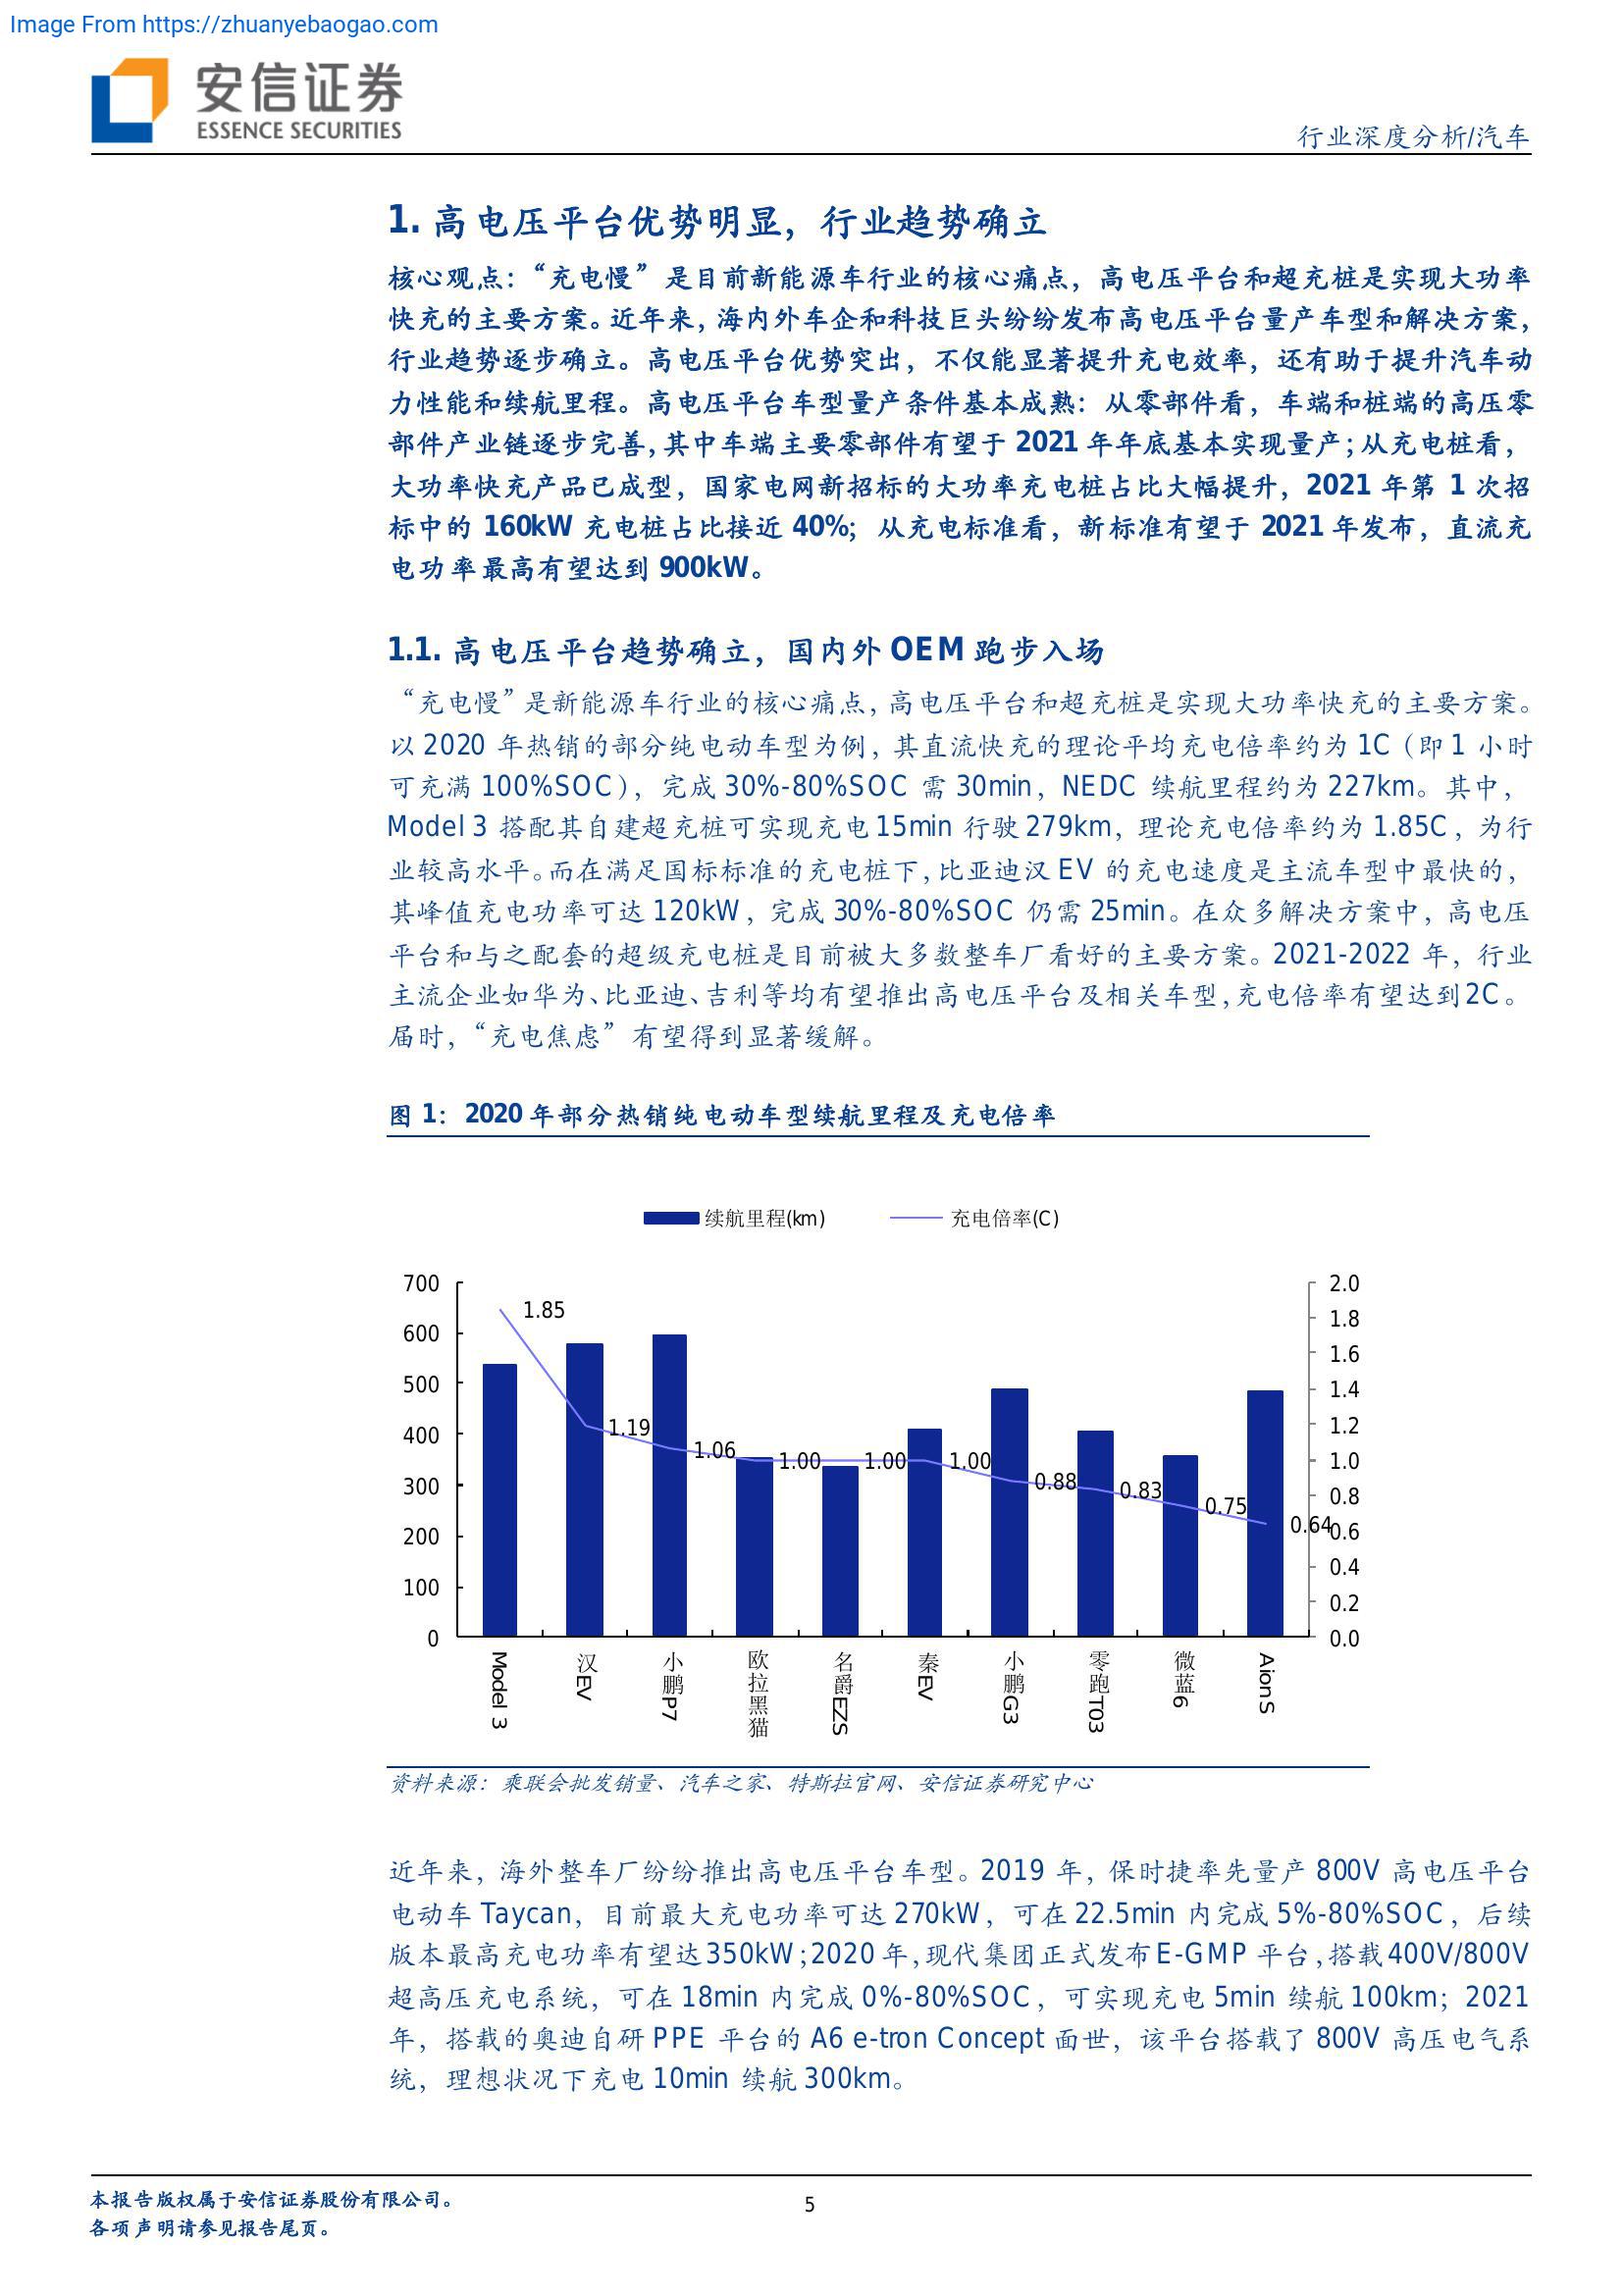 Image From https://zhuanyebaogao.com
安信证券
ESSENCE SECURITIES
行业深度分析/汽车
1. 高电压平台优势明显，行业趋势确立
核心观点：“充电慢”是目前新能源车行业的核心痛点，高电压平台和超充桩是实现大功率
快充的主要方案。近年来，海内外车企和科技巨头纷纷发布高电压平台量产车型和解决方案，
行业趋势逐步确立。高电压平台优势突出，不仅能显著提升充电效率，还有助于提升汽车动
力性能和续航里程。高电压平台车型量产条件基本成熟：从零部件看，车端和桩端的高压零
部件产业链逐步完善，其中车端主要零部件有望于 2021 年年底基本实现量产；从充电桩看，
大功率快充产品已成型，国家电网新招标的大功率充电桩占比大幅提升，2021 年第 1 次招
标中的 160kW 充电桩占比接近 40%；从充电标准看，新标准有望于 2021 年发布，直流充
电功率最高有望达到 900kW。
1.1. 高电压平台趋势确立，国内外 OEM 跑步入场
“充电慢”是新能源车行业的核心痛点，高电压平台和超充桩是实现大功率快充的主要方案。
以 2020 年热销的部分纯电动车型为例，其直流快充的理论平均充电倍率约为 1C（即 1 小时
可充满 100%SOC），完成 30%-80%SOC 需 30min，NEDC 续航里程约为 227km。其中，
Model 3 搭配其自建超充桩可实现充电 15min 行驶 279km，理论充电倍率约为 1.85C，为行
业较高水平。而在满足国标标准的充电桩下，比亚迪汉 EV 的充电速度是主流车型中最快的，
其峰值充电功率可达 120kW，完成 30%-80%SOC 仍需 25min。在众多解决方案中，高电压
平台和与之配套的超级充电桩是目前被大多数整车厂看好的主要方案。2021-2022 年，行业
主流企业如华为、比亚迪、吉利等均有望推出高电压平台及相关车型，充电倍率有望达到 2C。
届时，“充电焦虑”有望得到显著缓解。
图 1：2020 年部分热销纯电动车型续航里程及充电倍率
续航里程(km) 充电倍率(C)
700 2.0
600 1.8
500 1.6
400 1.4
300 1.2
200 1.0
100 0.8
0 0.6
0.4
0.2
0.0
1.85
1.19
1.06
1.00
1.00
1.00
0.88
0.83
0.75
0.64
Model 3
汉EV
小鹏P7
欧拉黑猫
名爵EZS
秦EV
小鹏G3
零跑T03
微蓝6
Aion S
资料来源：乘联会批发销量、汽车之家、特斯拉官网、安信证券研究中心
近年来，海外整车厂纷纷推出高电压平台车型。2019 年，保时捷率先量产 800V 高电压平台
电动车 Taycan，目前最大充电功率可达 270kW，可在 22.5min 内完成 5%-80%SOC，后续
版本最高充电功率有望达 350kW；2020 年，现代集团正式发布 E-GMP 平台，搭载 400V/800V
超高压充电系统，可在 18min 内完成 0%-80%SOC，可实现充电 5min 续航 100km；2021
年，搭载的奥迪自研 PPE 平台的 A6 e-tron Concept 面世，该平台搭载了 800V 高压电气系
统，理想状况下充电 10min 续航 300km。
本报告版权属于安信证券股份有限公司。
各项声明请参见报告尾页。
5